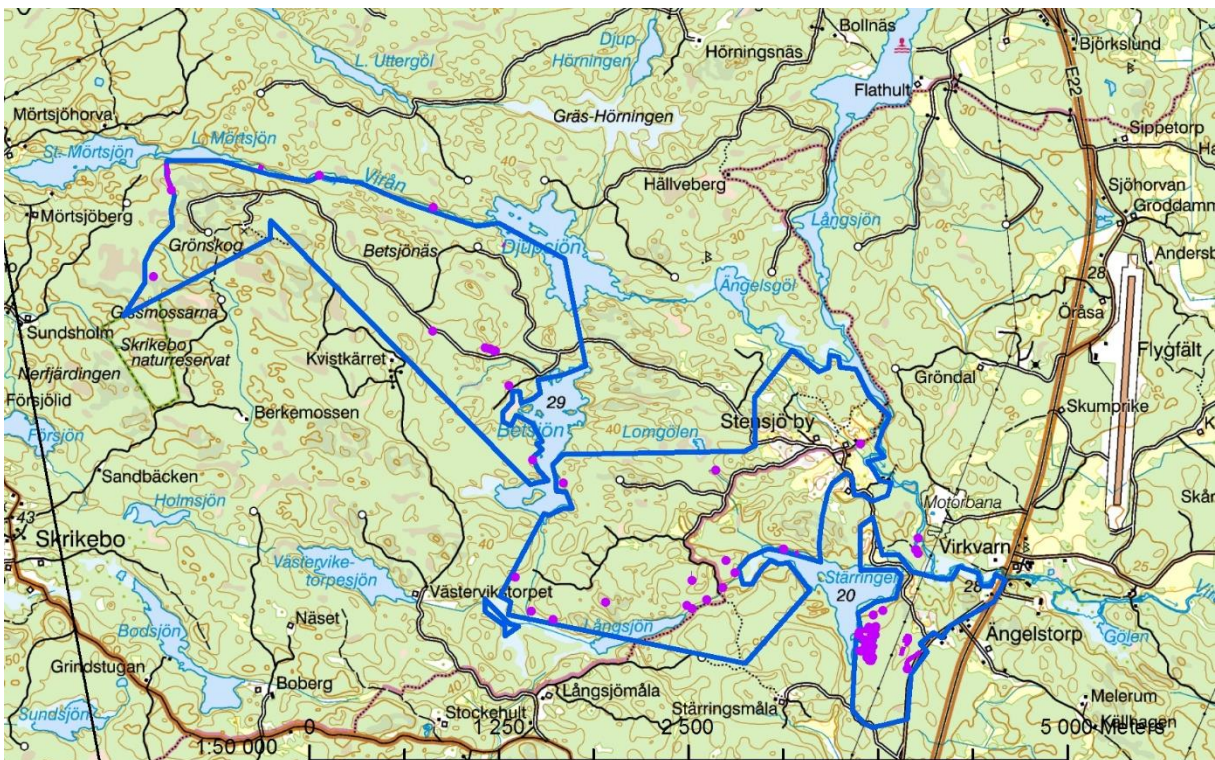 Bollnäs
Björkslund
Djup-
Hörningen
Hörningsnäs
L. Uttergöl
E22
Flathult
Mörtsjöhorva
Gräs-Hörningen
Sippetorp
L. Mörtsjön
St. Mörtsjön
Hällveberg
Sjöhorvan
Groddamm
Virån
Mörtsjöberg
Långsjön
Grönskog
Betsjönäs
Djupsjön
Andersb
28
Ängelsgöl
Öråsa
Gissmossarna
Sundsholm
Skrikebo
naturreservat
Kvistkärret
Flygfält
Nerfjärdingen
Gröndal
Försjölid
29
Skumprike
Berkemossen
Betsjön
Lomgölen
Stensjö by
Försjön
Sandbäcken
Holmsjön
Motorbana
43
Skrikebo
Virkvarn
Västervike-
torpesjön
Västervikstorpet
Stärringen
20
28
Näset
Långsjön
Bodsjön
Ängelstorp
Gölen
Grindstugan
Boberg
Långsjömåla
Stärringsmåla
Melerum
Sundsjön
Stockehult
Källhagen
0
1 250
2 500
5 000 Meters
1:50 000